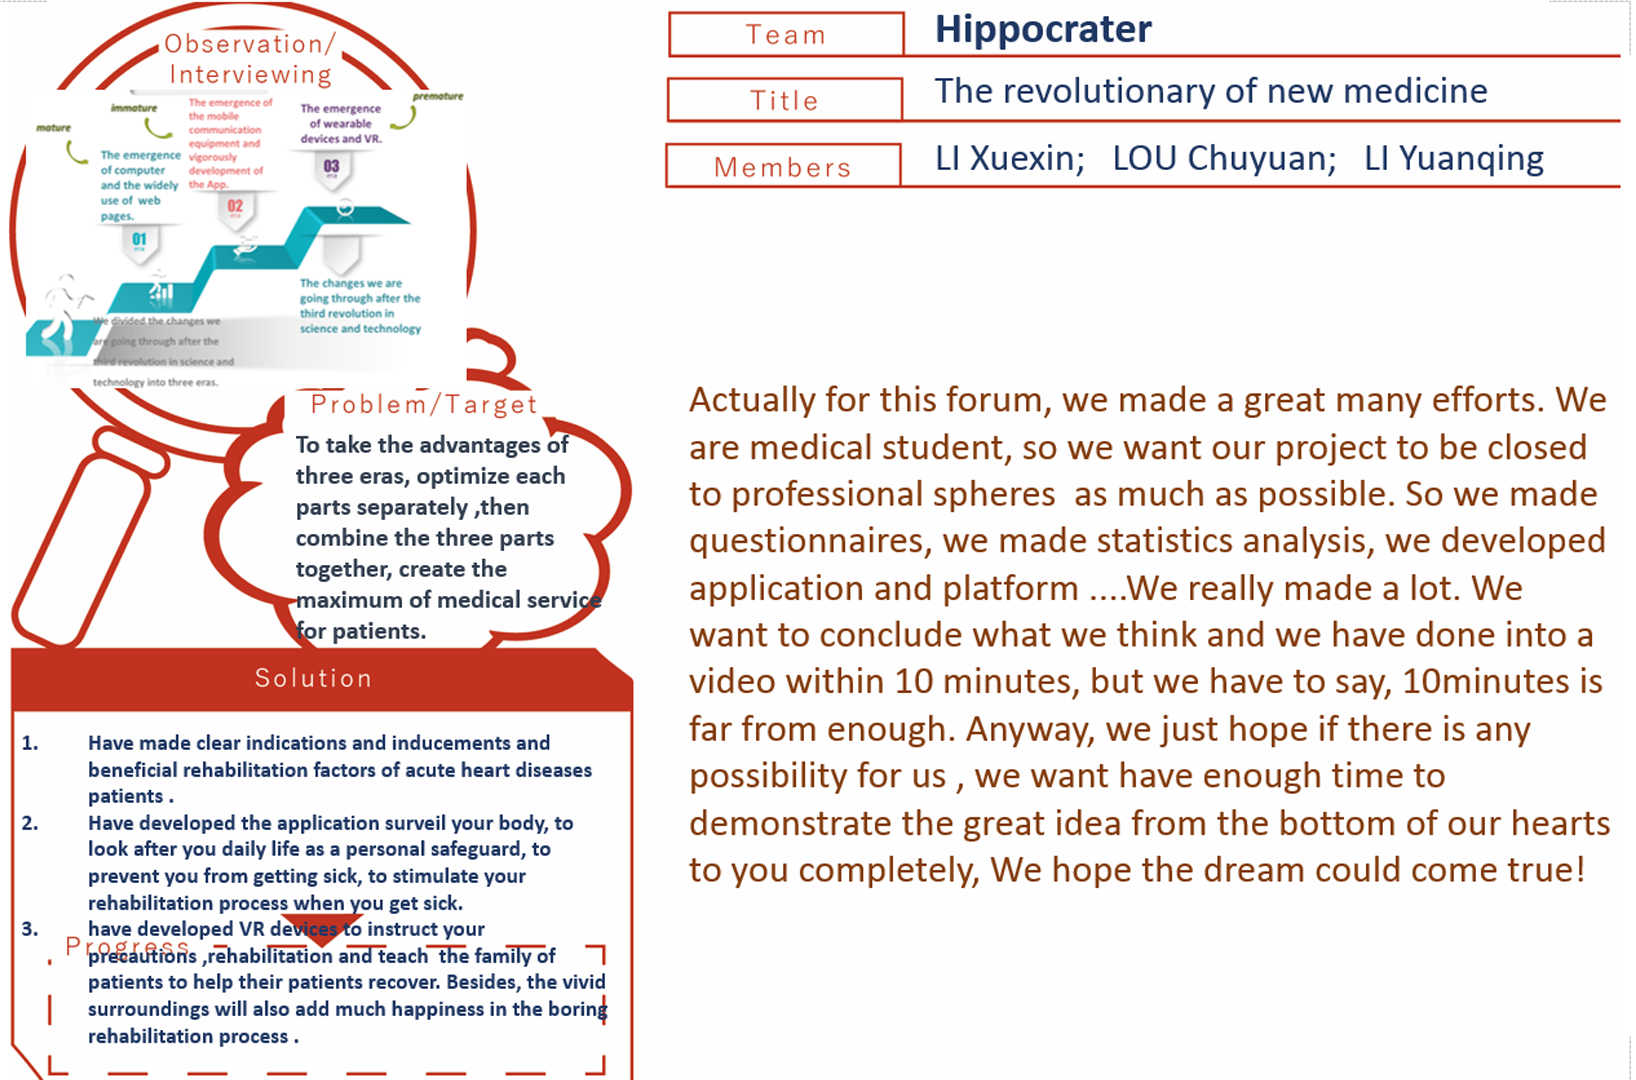 Observation/
Interviewing
mature
immature
premature
The emergence
of computer
and the widely
use of web
pages.
01
era
The emergence of
the mobile
communication
equipment and
vigorously
development of
the App.
02
era
The emergence
of wearable
devices and VR.
03
era
The changes we are
going through after the
third revolution in
science and technology
We divided the changes we
are going through after the
third revolution in science and
technology into three eras.
Problem/Target
To take the advantages of
three eras, optimize each
parts separately ,then
combine the three parts
together, create the
maximum of medical service
for patients.
Solution
1. Have made clear indications and inducements and
beneficial rehabilitation factors of acute heart diseases
patients .
2. Have developed the application surveil your body, to
look after you daily life as a personal safeguard, to
prevent you from getting sick, to stimulate your
rehabilitation process when you get sick.
3. have developed VR devices to instruct your
Progress
precautions ,rehabilitation and teach the family of
patients to help their patients recover. Besides, the vivid
surroundings will also add much happiness in the boring
rehabilitation process .
Team
Hippocrater
Title
The revolutionary of new medicine
Members
LI Xuexin; LOU Chuyuan; LI Yuanqing
Actually for this forum, we made a great many efforts. We
are medical student, so we want our project to be closed
to professional spheres as much as possible. So we made
questionnaires, we made statistics analysis, we developed
application and platform ....We really made a lot. We
want to conclude what we think and we have done into a
video within 10 minutes, but we have to say, 10minutes is
far from enough. Anyway, we just hope if there is any
possibility for us , we want have enough time to
demonstrate the great idea from the bottom of our hearts
to you completely, We hope the dream could come true!